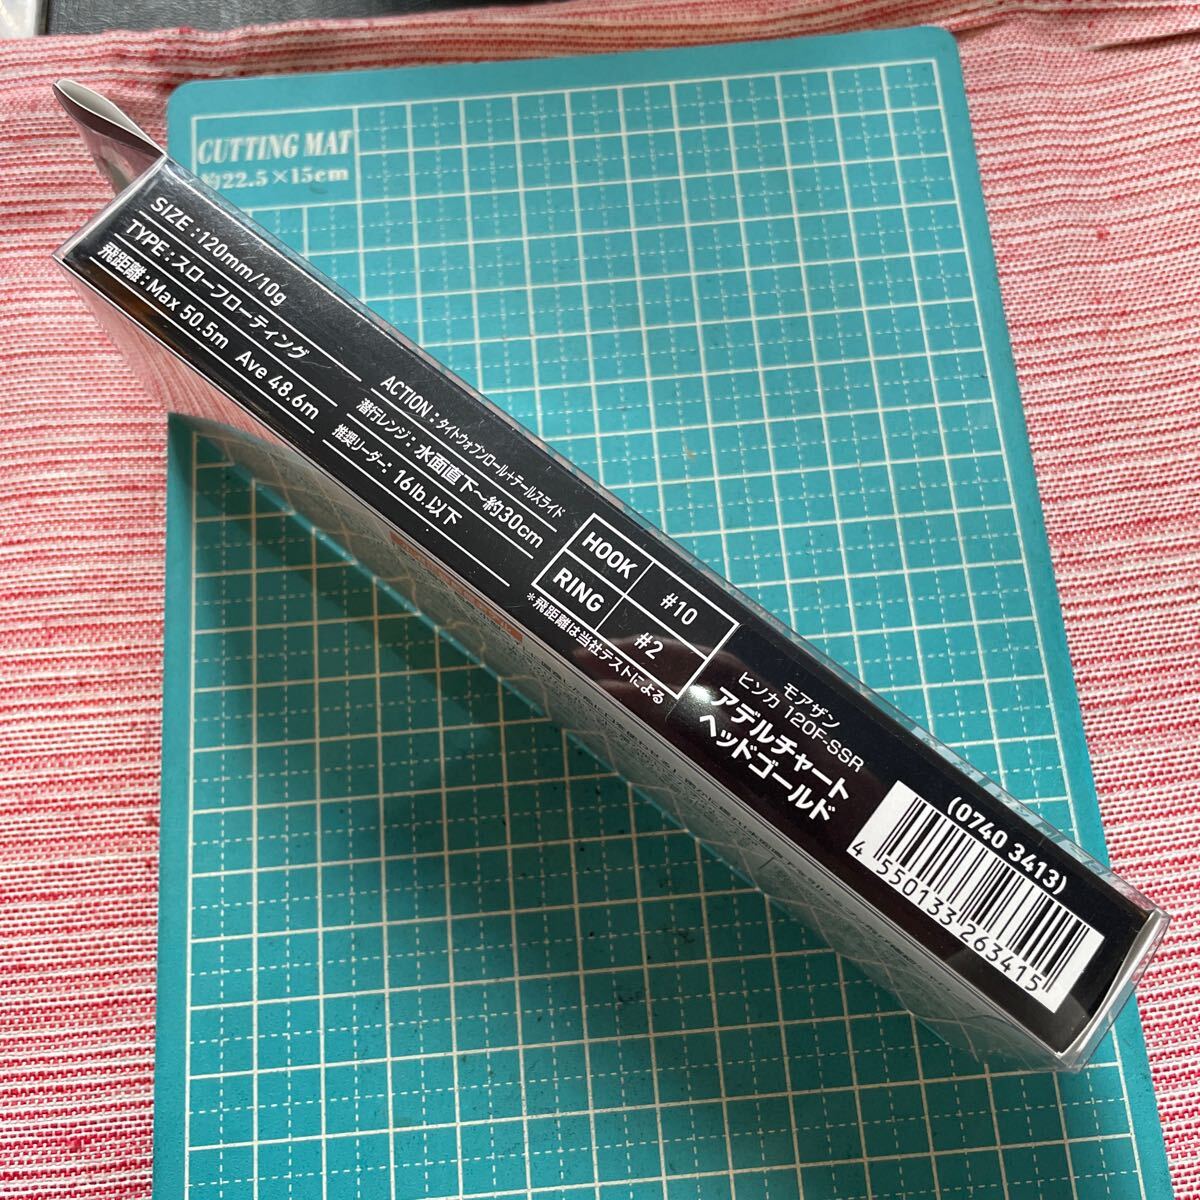 CUTTING MAT
約22.5×15cm
SIZE：120mm/10g
TYPE：スローフローティング
飛距離：Max 50.5m Ave 48.6m
ACTION：タイトウォブンロール+テールスライド
潜行レンジ：水面直下～約30cm
推奨リーダー：16lb.以下
HOOK #10
RING #2
*飛距離は当社テストによる
モアザン
ヒソカ 120F-SSR
アデルチャート
ヘッドゴールド
(0740 3413)
4 550133 263415